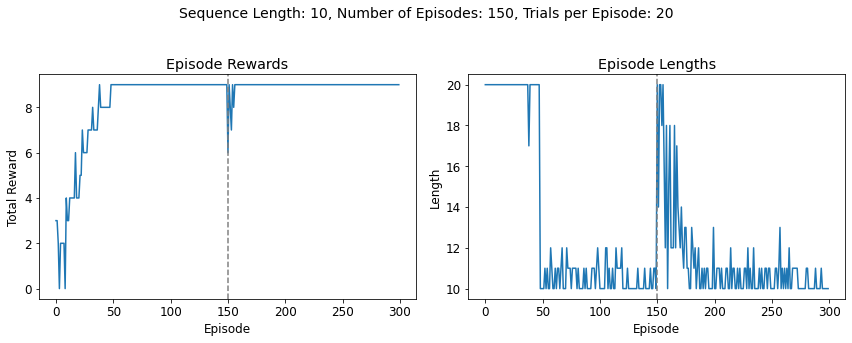 Sequence Length: 10, Number of Episodes: 150, Trials per Episode: 20
Episode Rewards
Total Reward
8
6
4
2
0
0 50 100 150 200 250 300
Episode
Episode Lengths
Length
20
18
16
14
12
10
0 50 100 150 200 250 300
Episode